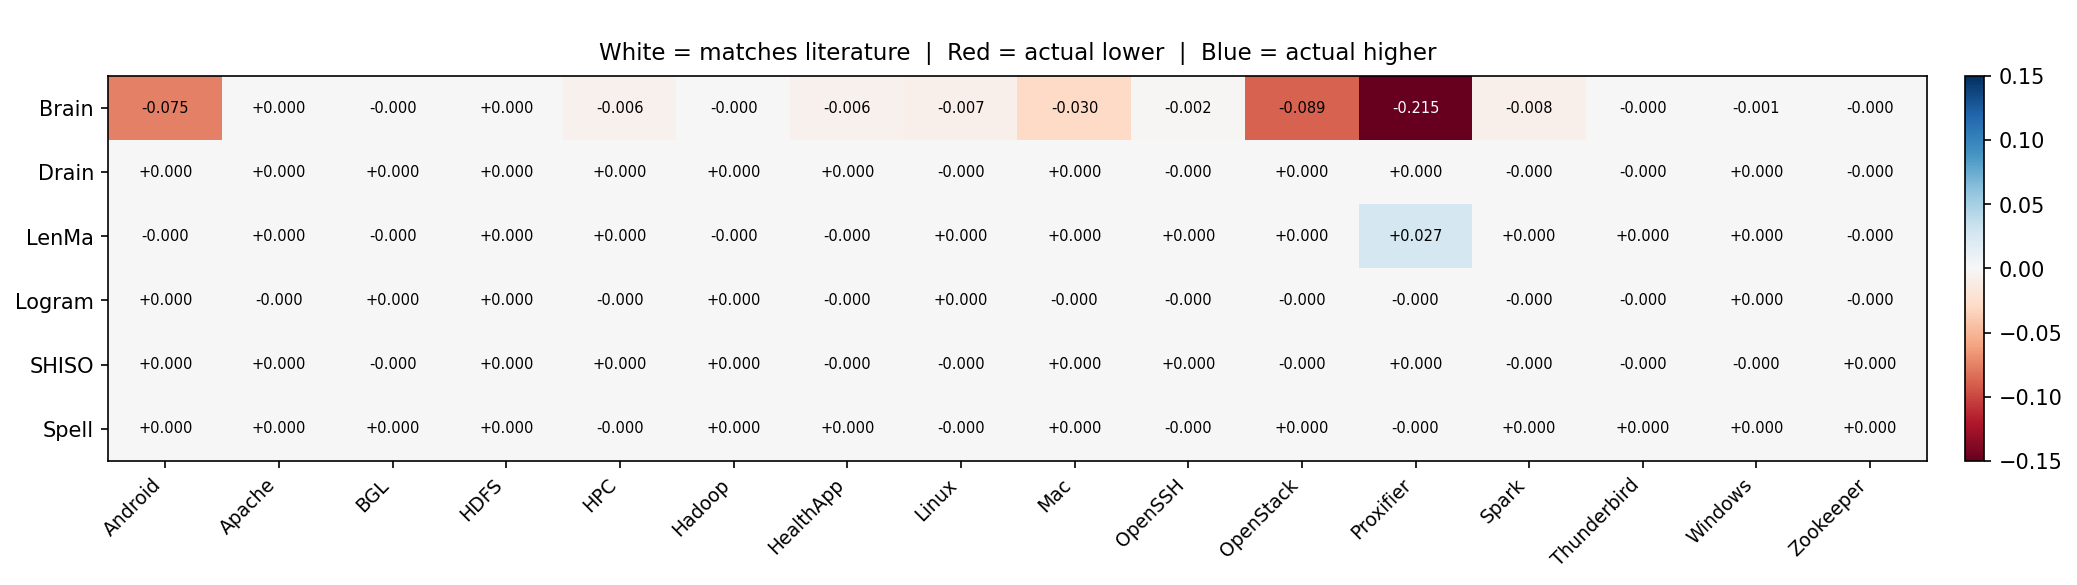 White = matches literature | Red = actual lower | Blue = actual higher
Brain -0.075 +0.000 -0.000 +0.000 -0.006 -0.000 -0.006 -0.007 -0.030 -0.002 -0.089 -0.215 -0.008 -0.000 -0.001 -0.000
Drain +0.000 +0.000 +0.000 +0.000 +0.000 +0.000 +0.000 -0.000 +0.000 -0.000 +0.000 +0.000 -0.000 -0.000 +0.000 -0.000
LenMa -0.000 +0.000 -0.000 +0.000 +0.000 -0.000 -0.000 +0.000 +0.000 +0.000 +0.000 +0.027 +0.000 +0.000 +0.000 -0.000
Logram +0.000 -0.000 +0.000 +0.000 -0.000 +0.000 -0.000 +0.000 -0.000 -0.000 -0.000 -0.000 -0.000 -0.000 +0.000 -0.000
SHISO +0.000 +0.000 -0.000 +0.000 +0.000 +0.000 -0.000 -0.000 +0.000 +0.000 -0.000 +0.000 -0.000 -0.000 -0.000 +0.000
Spell +0.000 +0.000 +0.000 +0.000 -0.000 +0.000 +0.000 -0.000 +0.000 -0.000 +0.000 -0.000 +0.000 +0.000 +0.000 +0.000
Android Apache BGL HDFS HPC Hadoop HealthApp Linux Mac OpenSSH OpenStack Proxifier Spark Thunderbird Windows Zookeeper
0.15
0.10
0.05
0.00
−0.05
−0.10
−0.15